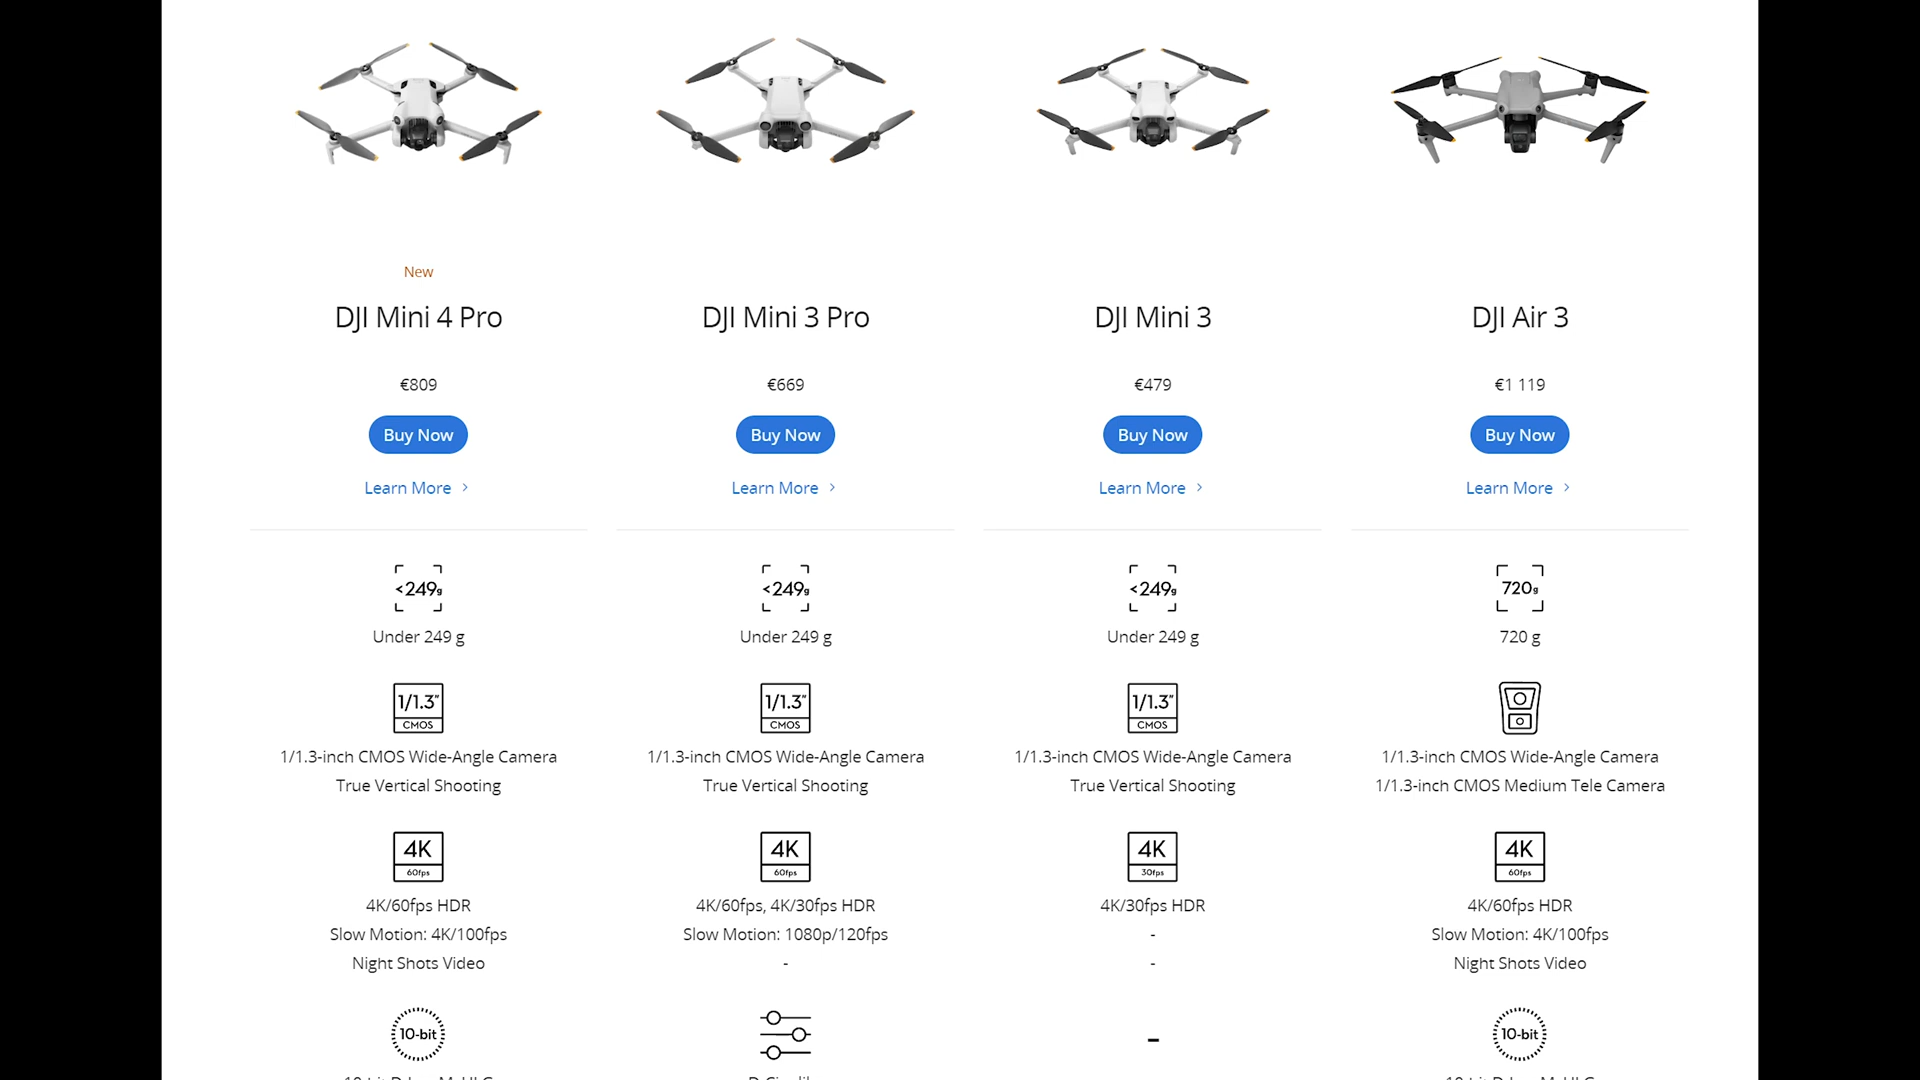 New
DJI Mini 4 Pro
DJI Mini 3 Pro
DJI Mini 3
DJI Air 3
€809
€669
€479
€1 119
Buy Now
Buy Now
Buy Now
Buy Now
Learn More >
Learn More >
Learn More >
Learn More >
<249g
<249g
<249g
720g
Under 249 g
Under 249 g
Under 249 g
720 g
1/1.3"
CMOS
1/1.3"
CMOS
1/1.3"
CMOS
1/1.3-inch CMOS Wide-Angle Camera
True Vertical Shooting
1/1.3-inch CMOS Wide-Angle Camera
True Vertical Shooting
1/1.3-inch CMOS Wide-Angle Camera
True Vertical Shooting
1/1.3-inch CMOS Wide-Angle Camera
1/1.3-inch CMOS Medium Tele Camera
4K
60fps
4K
60fps
4K
30fps
4K
60fps
4K/60fps HDR
Slow Motion: 4K/100fps
Night Shots Video
4K/60fps, 4K/30fps HDR
Slow Motion: 1080p/120fps
-
4K/30fps HDR
-
-
4K/60fps HDR
Slow Motion: 4K/100fps
Night Shots Video
10-bit
-
10-bit